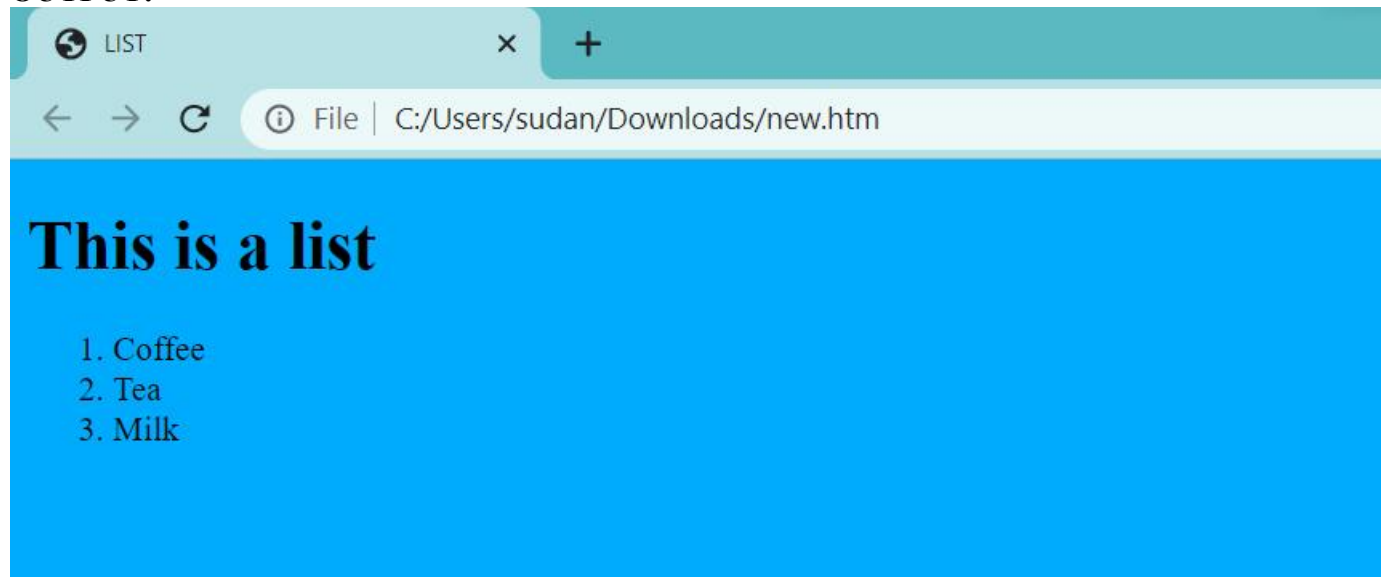 LIST
File C:/Users/sudan/Downloads/new.htm
This is a list
1. Coffee
2. Tea
3. Milk